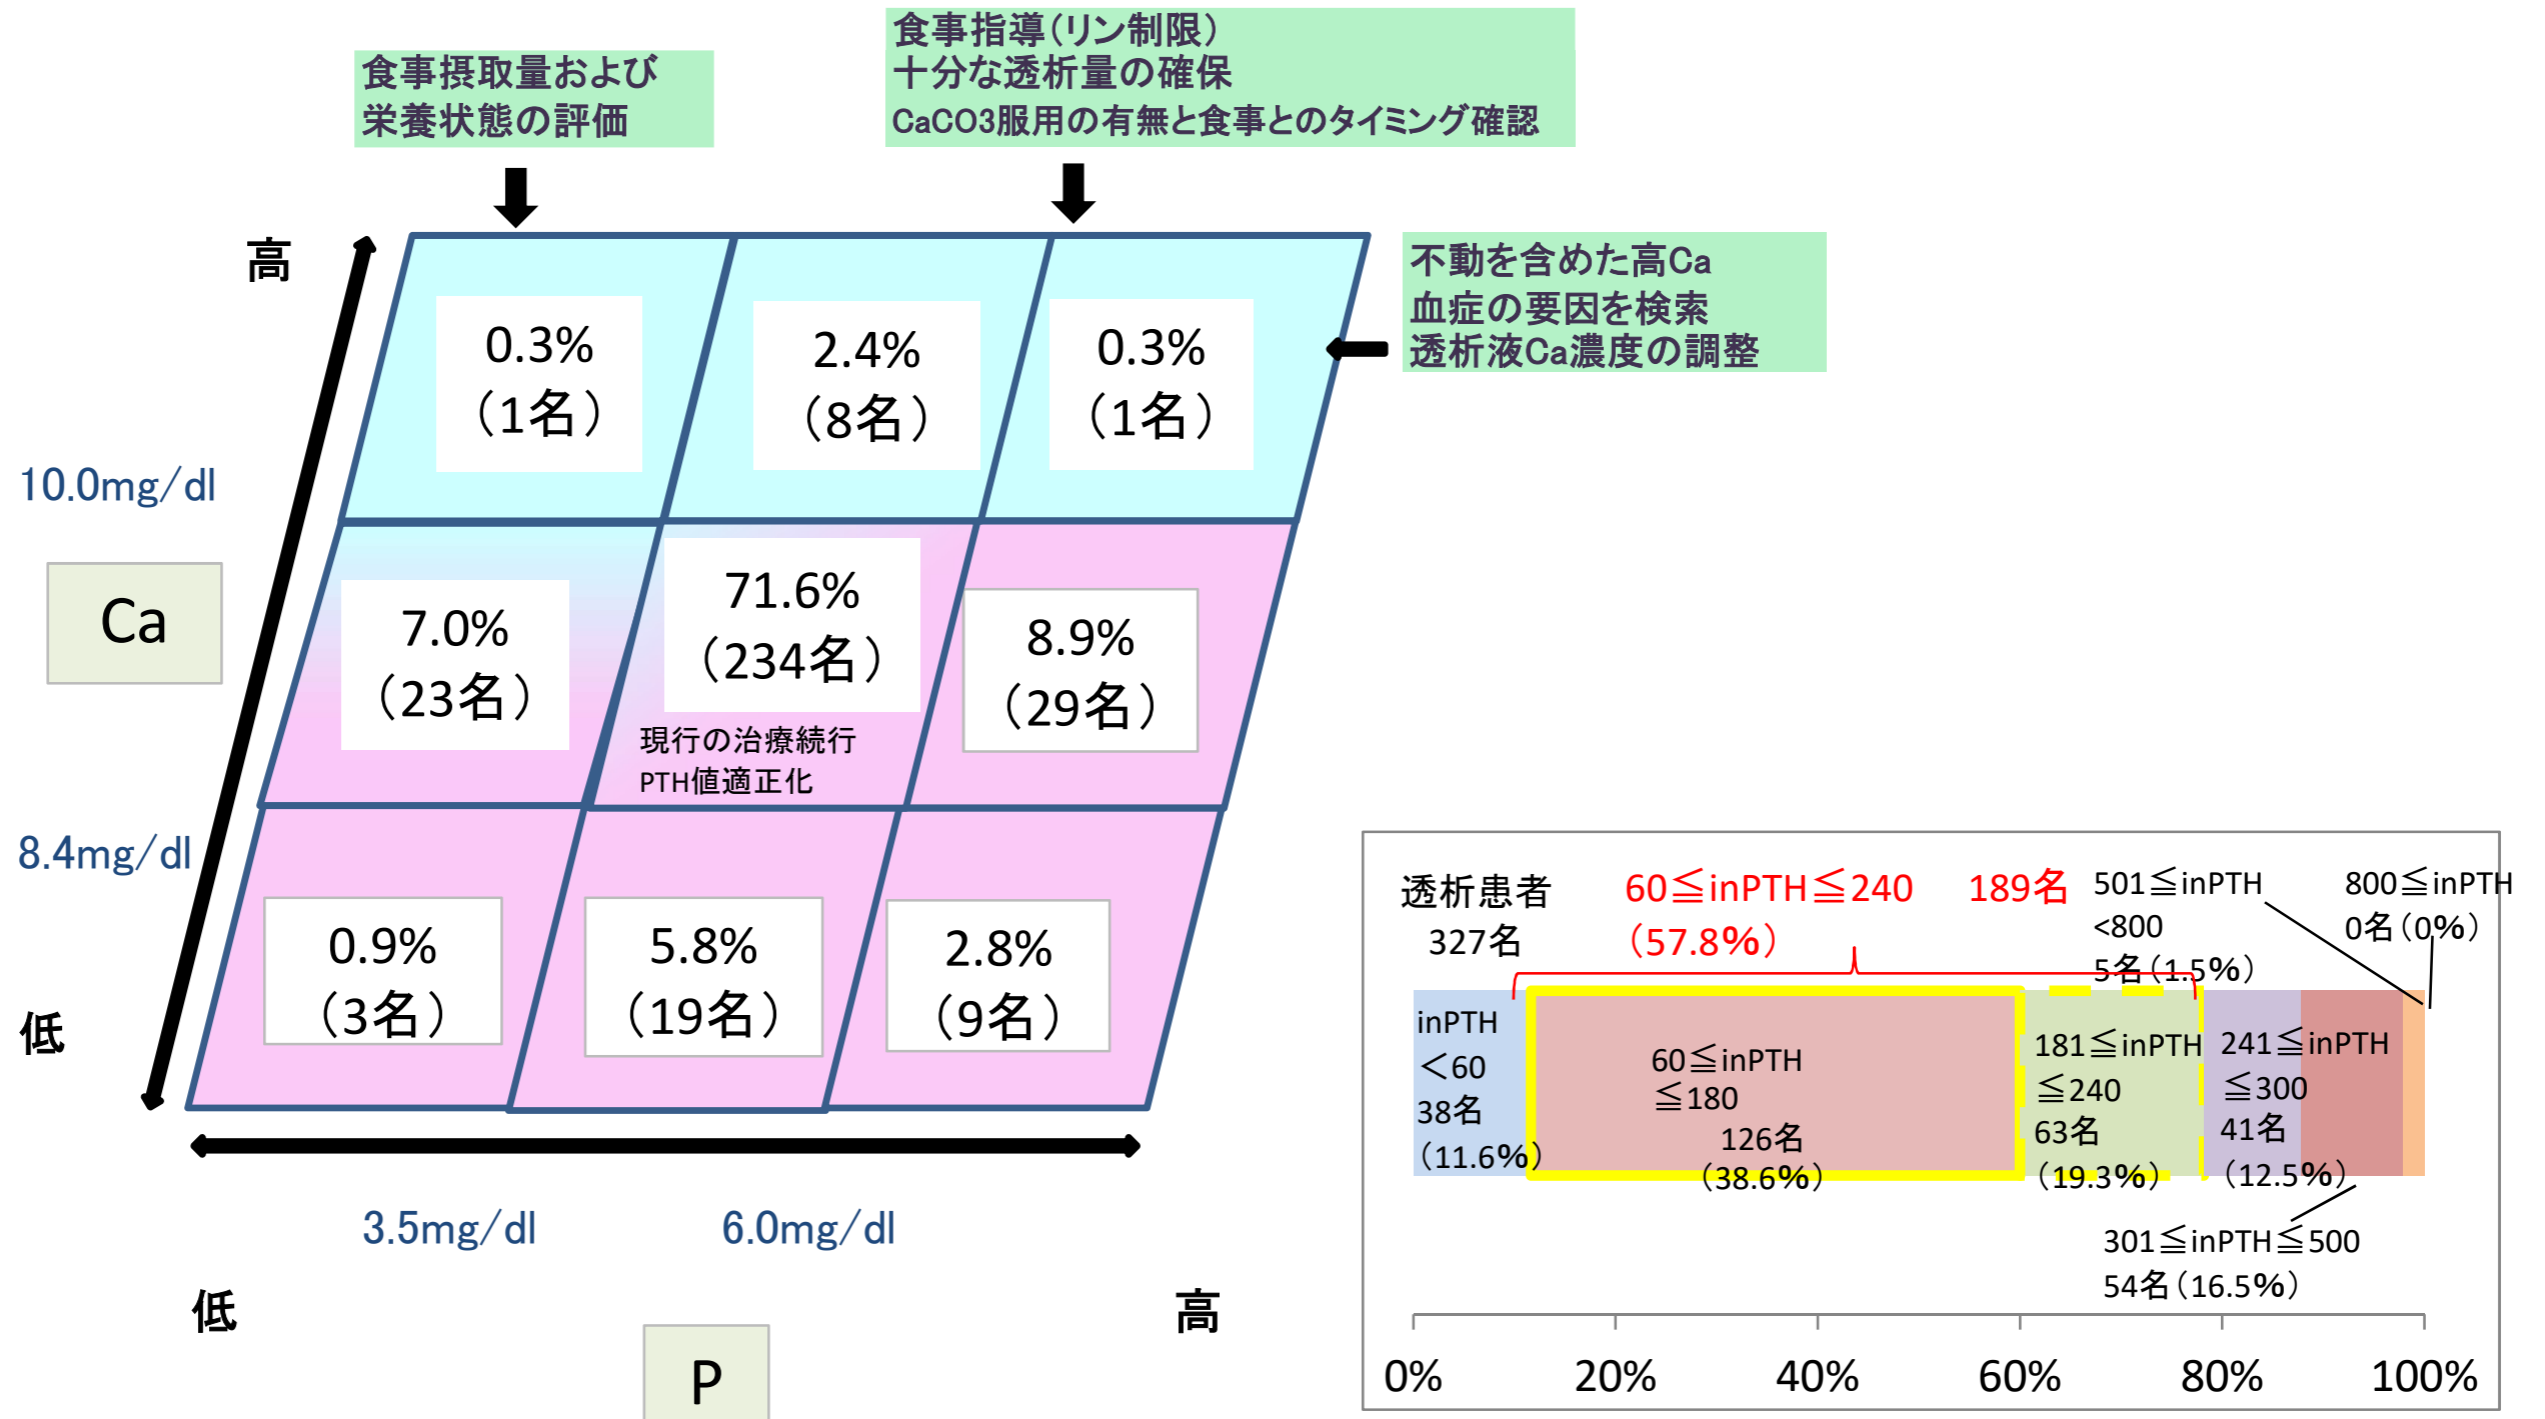 食事摂取量および
栄養状態の評価
食事指導(リン制限)
十分な透析量の確保
CaCO3服用の有無と食事とのタイミング確認
不動を含めた高Ca
血症の要因を検索
透析液Ca濃度の調整
高
0.3%
(1名)
2.4%
(8名)
0.3%
(1名)
10.0mg/dl
Ca
7.0%
(23名)
71.6%
(234名)
現行の治療続行
PTH値適正化
8.9%
(29名)
8.4mg/dl
0.9%
(3名)
5.8%
(19名)
2.8%
(9名)
低
3.5mg/dl
6.0mg/dl
低
高
P
透析患者
327名
60≦inPTH≦240 189名
(57.8%)
501≦inPTH
<800
5名(1.5%)
800≦inPTH
0名(0%)
inPTH
<60
38名
(11.6%)
60≦inPTH
≦180
126名
(38.6%)
181≦inPTH
≦240
63名
(19.3%)
241≦inPTH
≦300
41名
(12.5%)
301≦inPTH≦500
54名(16.5%)
0% 20% 40% 60% 80% 100%